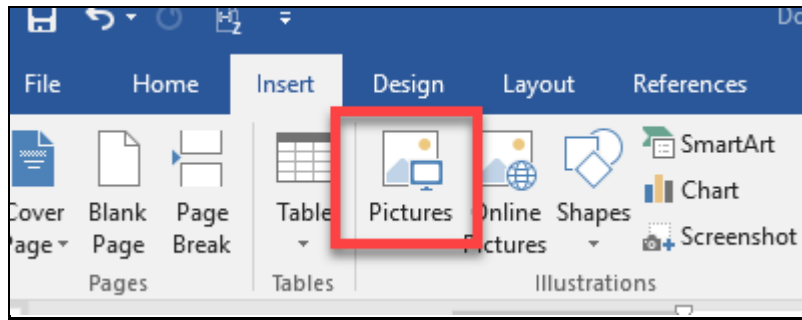 Do
File Home Insert Design Layout References
SmartArt
Chart
Screenshot
Cover Page
Blank Page
Page Break
Table
Pictures
Online Pictures
Shapes
Pages Tables Illustrations